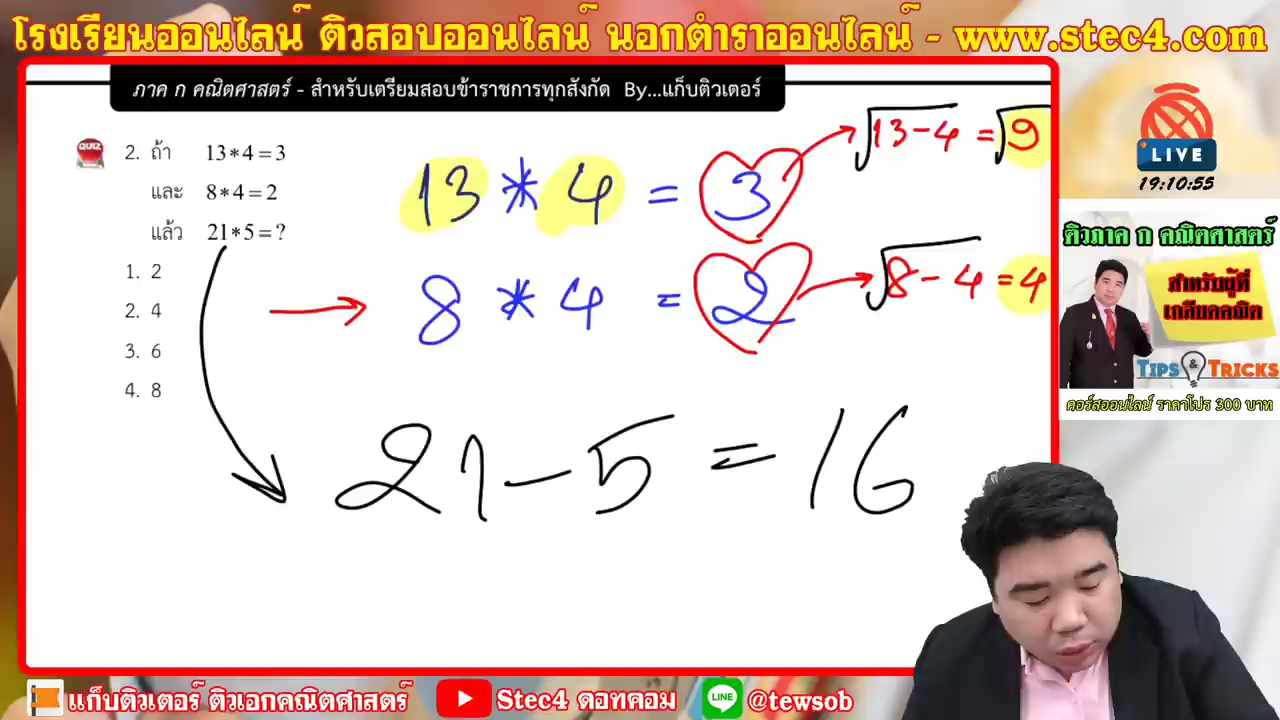 โรงเรียนออนไลน์ ติวสอบออนไลน์ นอกตำราออนไลน์ - www.stec4.com
ภาค ก คณิตศาสตร์ - สำหรับเตรียมสอบข้าราชการทุกสังกัด By...แก็บติวเตอร์
QUIZ
2. ถ้า 13*4=3
และ 8*4=2
แล้ว 21*5=?
1. 2
2. 4
3. 6
4. 8
13 * 4 = 3
√13-4 = √9
8 * 4 = 2
√8-4 = 4
21-5 = 16
LIVE
19:10:55
ติวภาค ก คณิตศาสตร์
สำหรับผู้ที่
เกลียดคณิต
TIPS & TRICKS
คอร์สออนไลน์ ราคาโปร 300 บาท
แก็บติวเตอร์ ติวเอกคณิตศาสตร์
Stec4 ดอทคอม
LINE
@tewsob